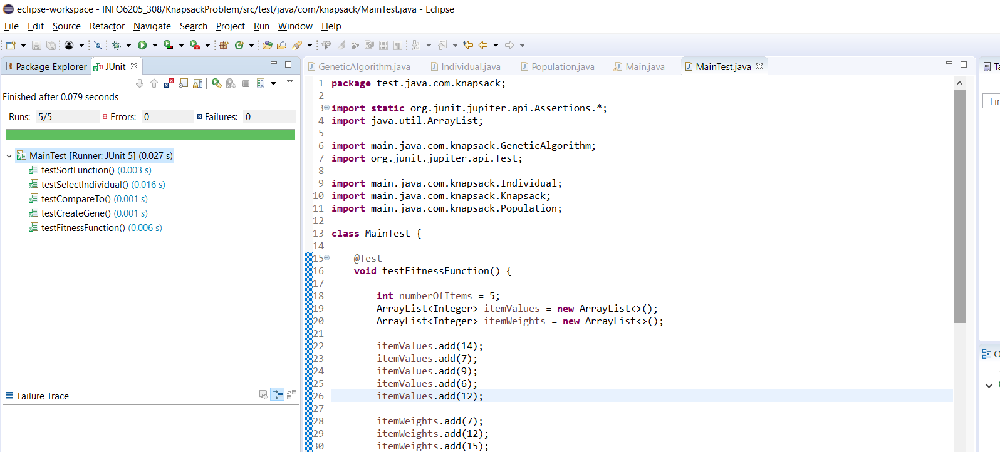 eclipse-workspace - INFO6205_308/KnapsackProblem/src/test/java/com/knapsack/MainTest.java - Eclipse
File Edit Source Refactor Navigate Search Project Run Window Help
Package Explorer JUnit
Finished after 0.079 seconds
Runs: 5/5 Errors: 0 Failures: 0
MainTest [Runner: JUnit 5] (0.027 s)
testSortFunction() (0.003 s)
testSelectIndividual() (0.016 s)
testCompareTo() (0.001 s)
testCreateGene() (0.001 s)
testFitnessFunction() (0.006 s)
Failure Trace
GeneticAlgorithm.java Individual.java Population.java Main.java MainTest.java
1 package test.java.com.knapsack;
2
3 import static org.junit.jupiter.api.Assertions.*;
4 import java.util.ArrayList;
5
6 import main.java.com.knapsack.GeneticAlgorithm;
7 import org.junit.jupiter.api.Test;
8
9 import main.java.com.knapsack.Individual;
10 import main.java.com.knapsack.Knapsack;
11 import main.java.com.knapsack.Population;
12
13 class MainTest {
14
15 @Test
16 void testFitnessFunction() {
17
18 int numberOfItems = 5;
19 ArrayList<Integer> itemValues = new ArrayList<>();
20 ArrayList<Integer> itemWeights = new ArrayList<>();
21
22 itemValues.add(14);
23 itemValues.add(7);
24 itemValues.add(9);
25 itemValues.add(6);
26 itemValues.add(12);
27
28 itemWeights.add(7);
29 itemWeights.add(12);
30 itemWeights.add(15);